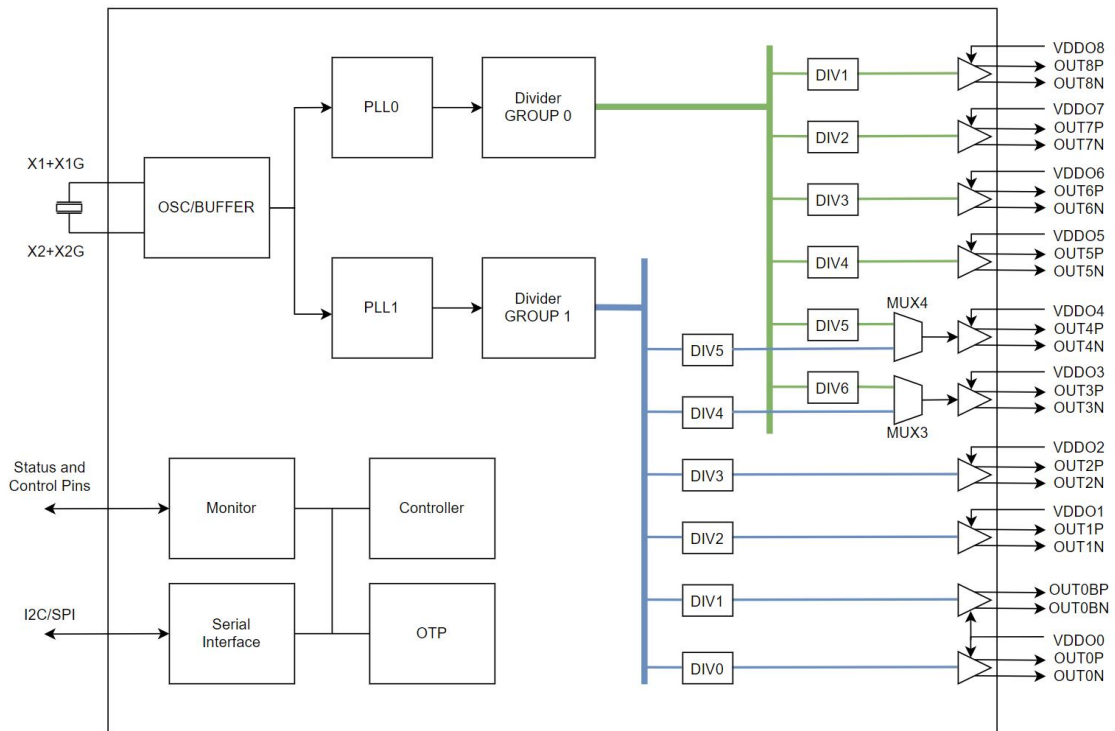 X1+X1G
X2+X2G
OSC/BUFFER
PLL0
Divider
GROUP 0
PLL1
Divider
GROUP 1
DIV1
VDDO8
OUT8P
OUT8N
DIV2
VDDO7
OUT7P
OUT7N
DIV3
VDDO6
OUT6P
OUT6N
DIV4
VDDO5
OUT5P
OUT5N
MUX4
DIV5
DIV5
VDDO4
OUT4P
OUT4N
DIV6
DIV4
MUX3
VDDO3
OUT3P
OUT3N
DIV3
VDDO2
OUT2P
OUT2N
DIV2
VDDO1
OUT1P
OUT1N
DIV1
OUT0BP
OUT0BN
DIV0
VDDO0
OUT0P
OUT0N
Status and
Control Pins
Monitor
Controller
I2C/SPI
Serial
Interface
OTP